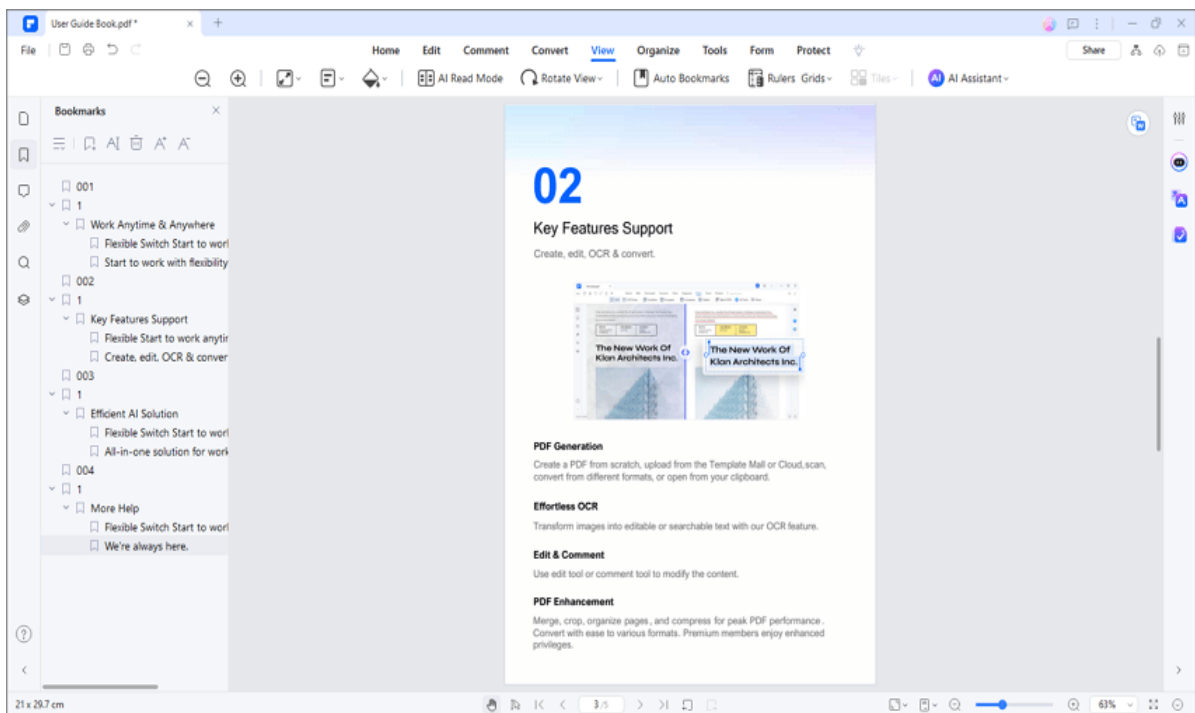 User Guide Book.pdf *
File Home Edit Comment Convert View Organize Tools Form Protect Share
AI Read Mode Rotate View Auto Bookmarks Rulers Grids Tiles AI AI Assistant
Bookmarks
001
1
Work Anytime & Anywhere
Flexible Switch Start to worl
Start to work with flexibility
002
1
Key Features Support
Flexible Start to work anytin
Create, edit, OCR & conver
003
1
Efficient AI Solution
Flexible Switch Start to worl
All-in-one solution for work
004
1
More Help
Flexible Switch Start to worl
We're always here.
02
Key Features Support
Create, edit, OCR & convert.
The New Work Of
Klan Architects Inc.
The New Work Of
Klan Architects Inc.
PDF Generation
Create a PDF from scratch, upload from the Template Mall or Cloud,scan,
convert from different formats, or open from your clipboard.
Effortless OCR
Transform images into editable or searchable text with our OCR feature.
Edit & Comment
Use edit tool or comment tool to modify the content.
PDF Enhancement
Merge, crop, organize pages, and compress for peak PDF performance.
Convert with ease to various formats. Premium members enjoy enhanced
privileges.
21 x 29.7 cm 3/5 63%